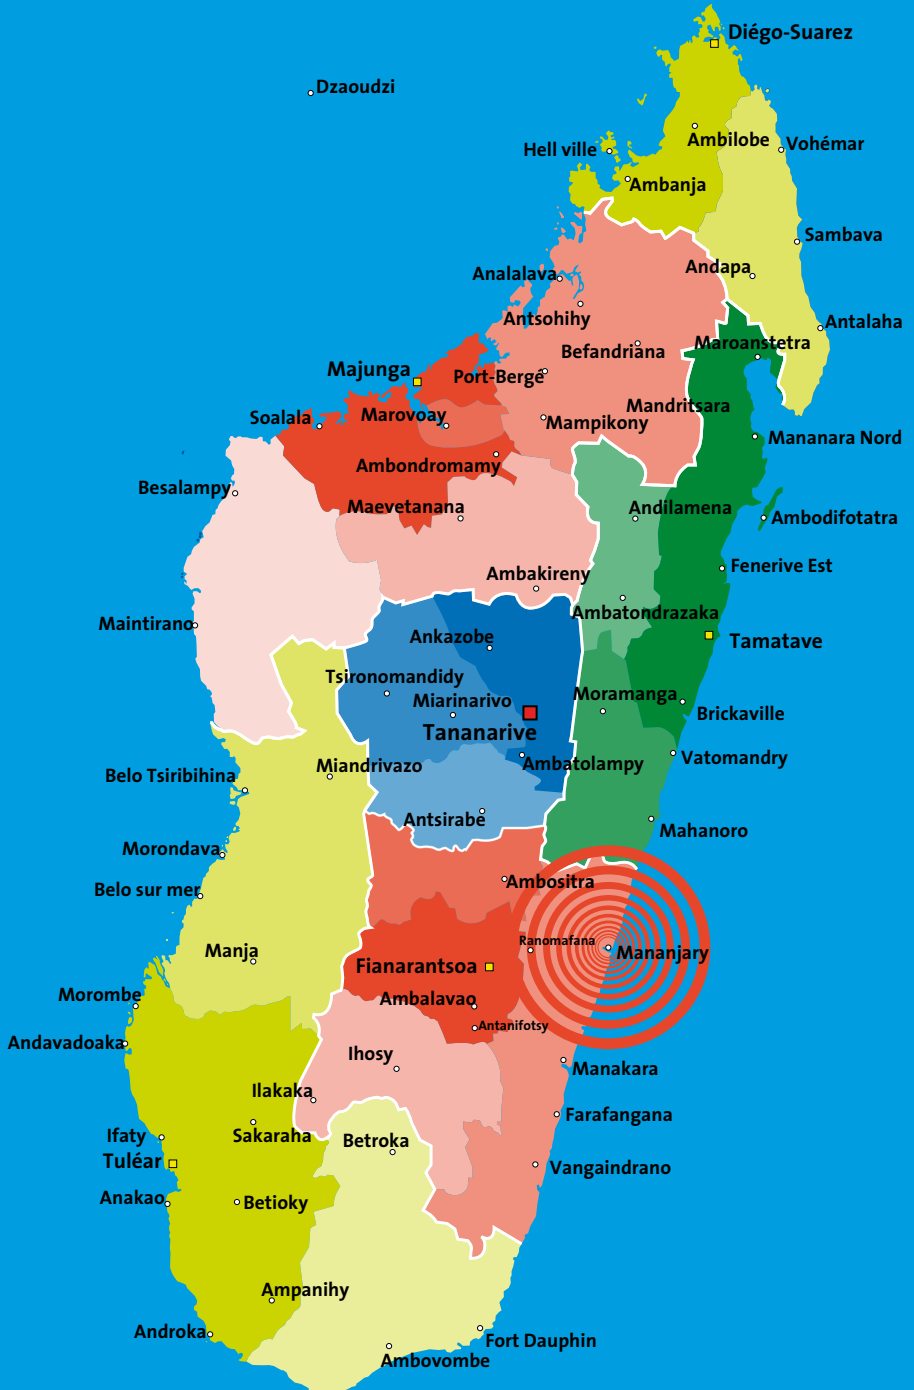 Diégo-Suarez
Dzaoudzi
Ambilobe
Vohémar
Hell ville
Ambanja
Sambava
Andapa
Analalava
Antsohihy
Antalaha
Maroanstetra
Befandriana
Majunga
Port-Bergé
Mandritsara
Soalala
Marovoay
Mampikony
Mananara Nord
Ambondromamy
Besalampy
Maevetanana
Andilamena
Ambodifotatra
Fenerive Est
Ambakireny
Ambatondrazaka
Maintirano
Ankazobe
Tamatave
Tsironomandidy
Miarinarivo
Moramanga
Brickaville
Tananarive
Vatomandry
Miandrivazo
Ambatolampy
Belo Tsiribihina
Antsirabé
Mahanoro
Morondava
Ambositra
Belo sur mer
Ranomafana
Manja
Mananjary
Fianarantsoa
Morombe
Ambalavao
Antanifotsy
Andavadoaka
Ihosy
Manakara
Ilakaka
Farafangana
Ifaty
Sakaraha
Betroka
Tuléar
Vangaindrano
Anakao
Betioky
Ampanihy
Androka
Fort Dauphin
Ambovombe